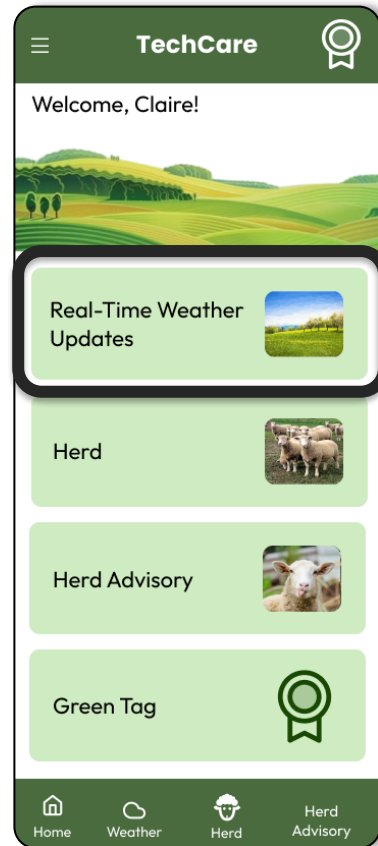 TechCare
Welcome, Claire!
Real-Time Weather
Updates
Herd
Herd Advisory
Green Tag
Home
Weather
Herd
Herd
Advisory